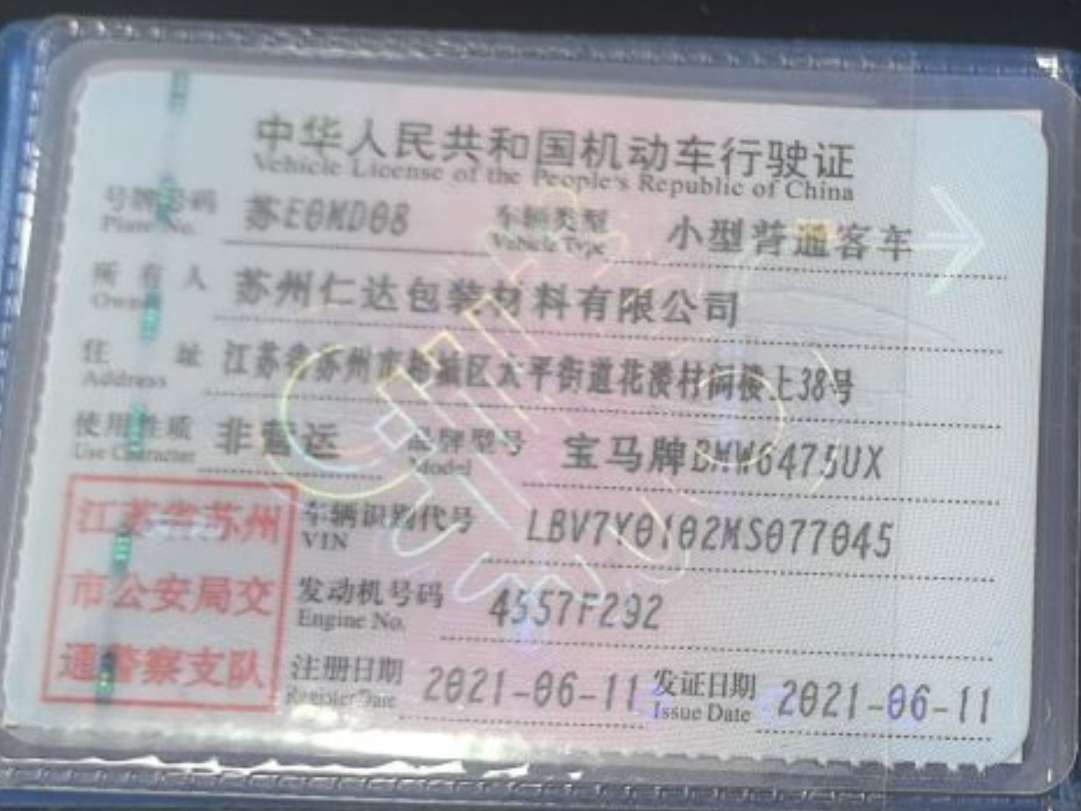 中华人民共和国机动车行驶证
Vehicle License of the People's Republic of China
号牌号码 苏E0MD08 车辆类型 小型普通客车
Plate No. Vehicle Type
所有人 苏州仁达包装材料有限公司
Owner
住址 江苏省苏州市相城区太平街道花溇村阔楼上38号
Address
使用性质 非营运 品牌型号 宝马牌BMW6475UX
Use Character Model
江苏省苏州
市公安局交
通警察支队
车辆识别代号 LBV7Y0102MS077045
VIN
发动机号码 4557F292
Engine No.
注册日期 2021-06-11 发证日期 2021-06-11
Register Date Issue Date